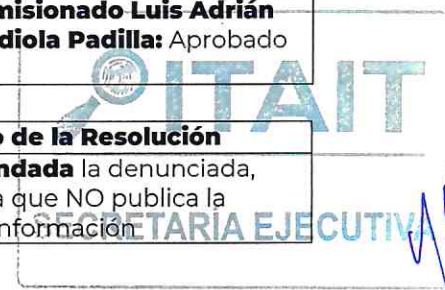 misionado Luis Adrián
diola Padilla: Aprobado
ITAIT
o de la Resolución
ndada la denunciada,
a que NO publica la
nformación
SECRETARÍA EJECUTIVA